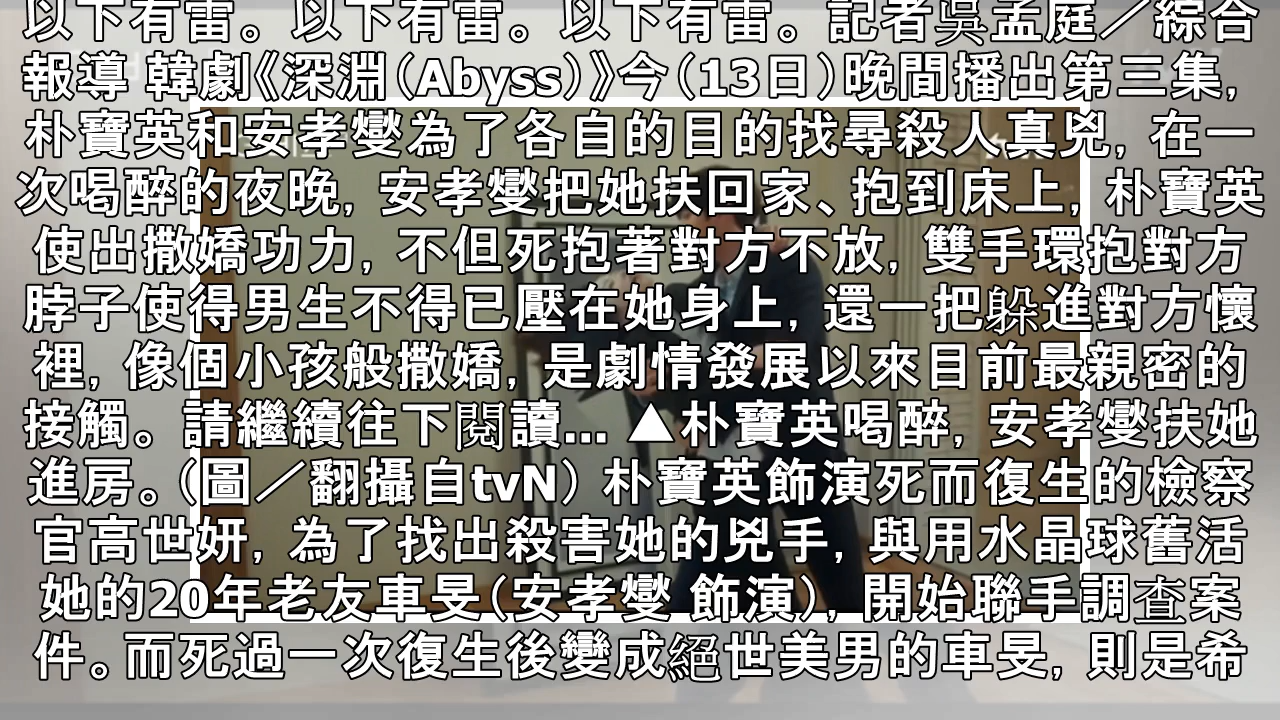 以下有雷。以下有雷。以下有雷。記者吳孟庭／綜合
報導 韓劇《深淵（Abyss）》今（13日）晚間播出第三集，
朴寶英和安孝燮為了各自的目的找尋殺人真兇，在一
次喝醉的夜晚，安孝燮把她扶回家、抱到床上，朴寶英
使出撒嬌功力，不但死抱著對方不放，雙手環抱對方
脖子使得男生不得已壓在她身上，還一把躲進對方懷
裡，像個小孩般撒嬌，是劇情發展以來目前最親密的
接觸。請繼續往下閱讀... ▲朴寶英喝醉，安孝燮扶她
進房。（圖／翻攝自tvN） 朴寶英飾演死而復生的檢察
官高世妍，為了找出殺害她的兇手，與用水晶球舊活
她的20年老友車旻（安孝燮 飾演），開始聯手調查案
件。而死過一次復生後變成絕世美男的車旻，則是希